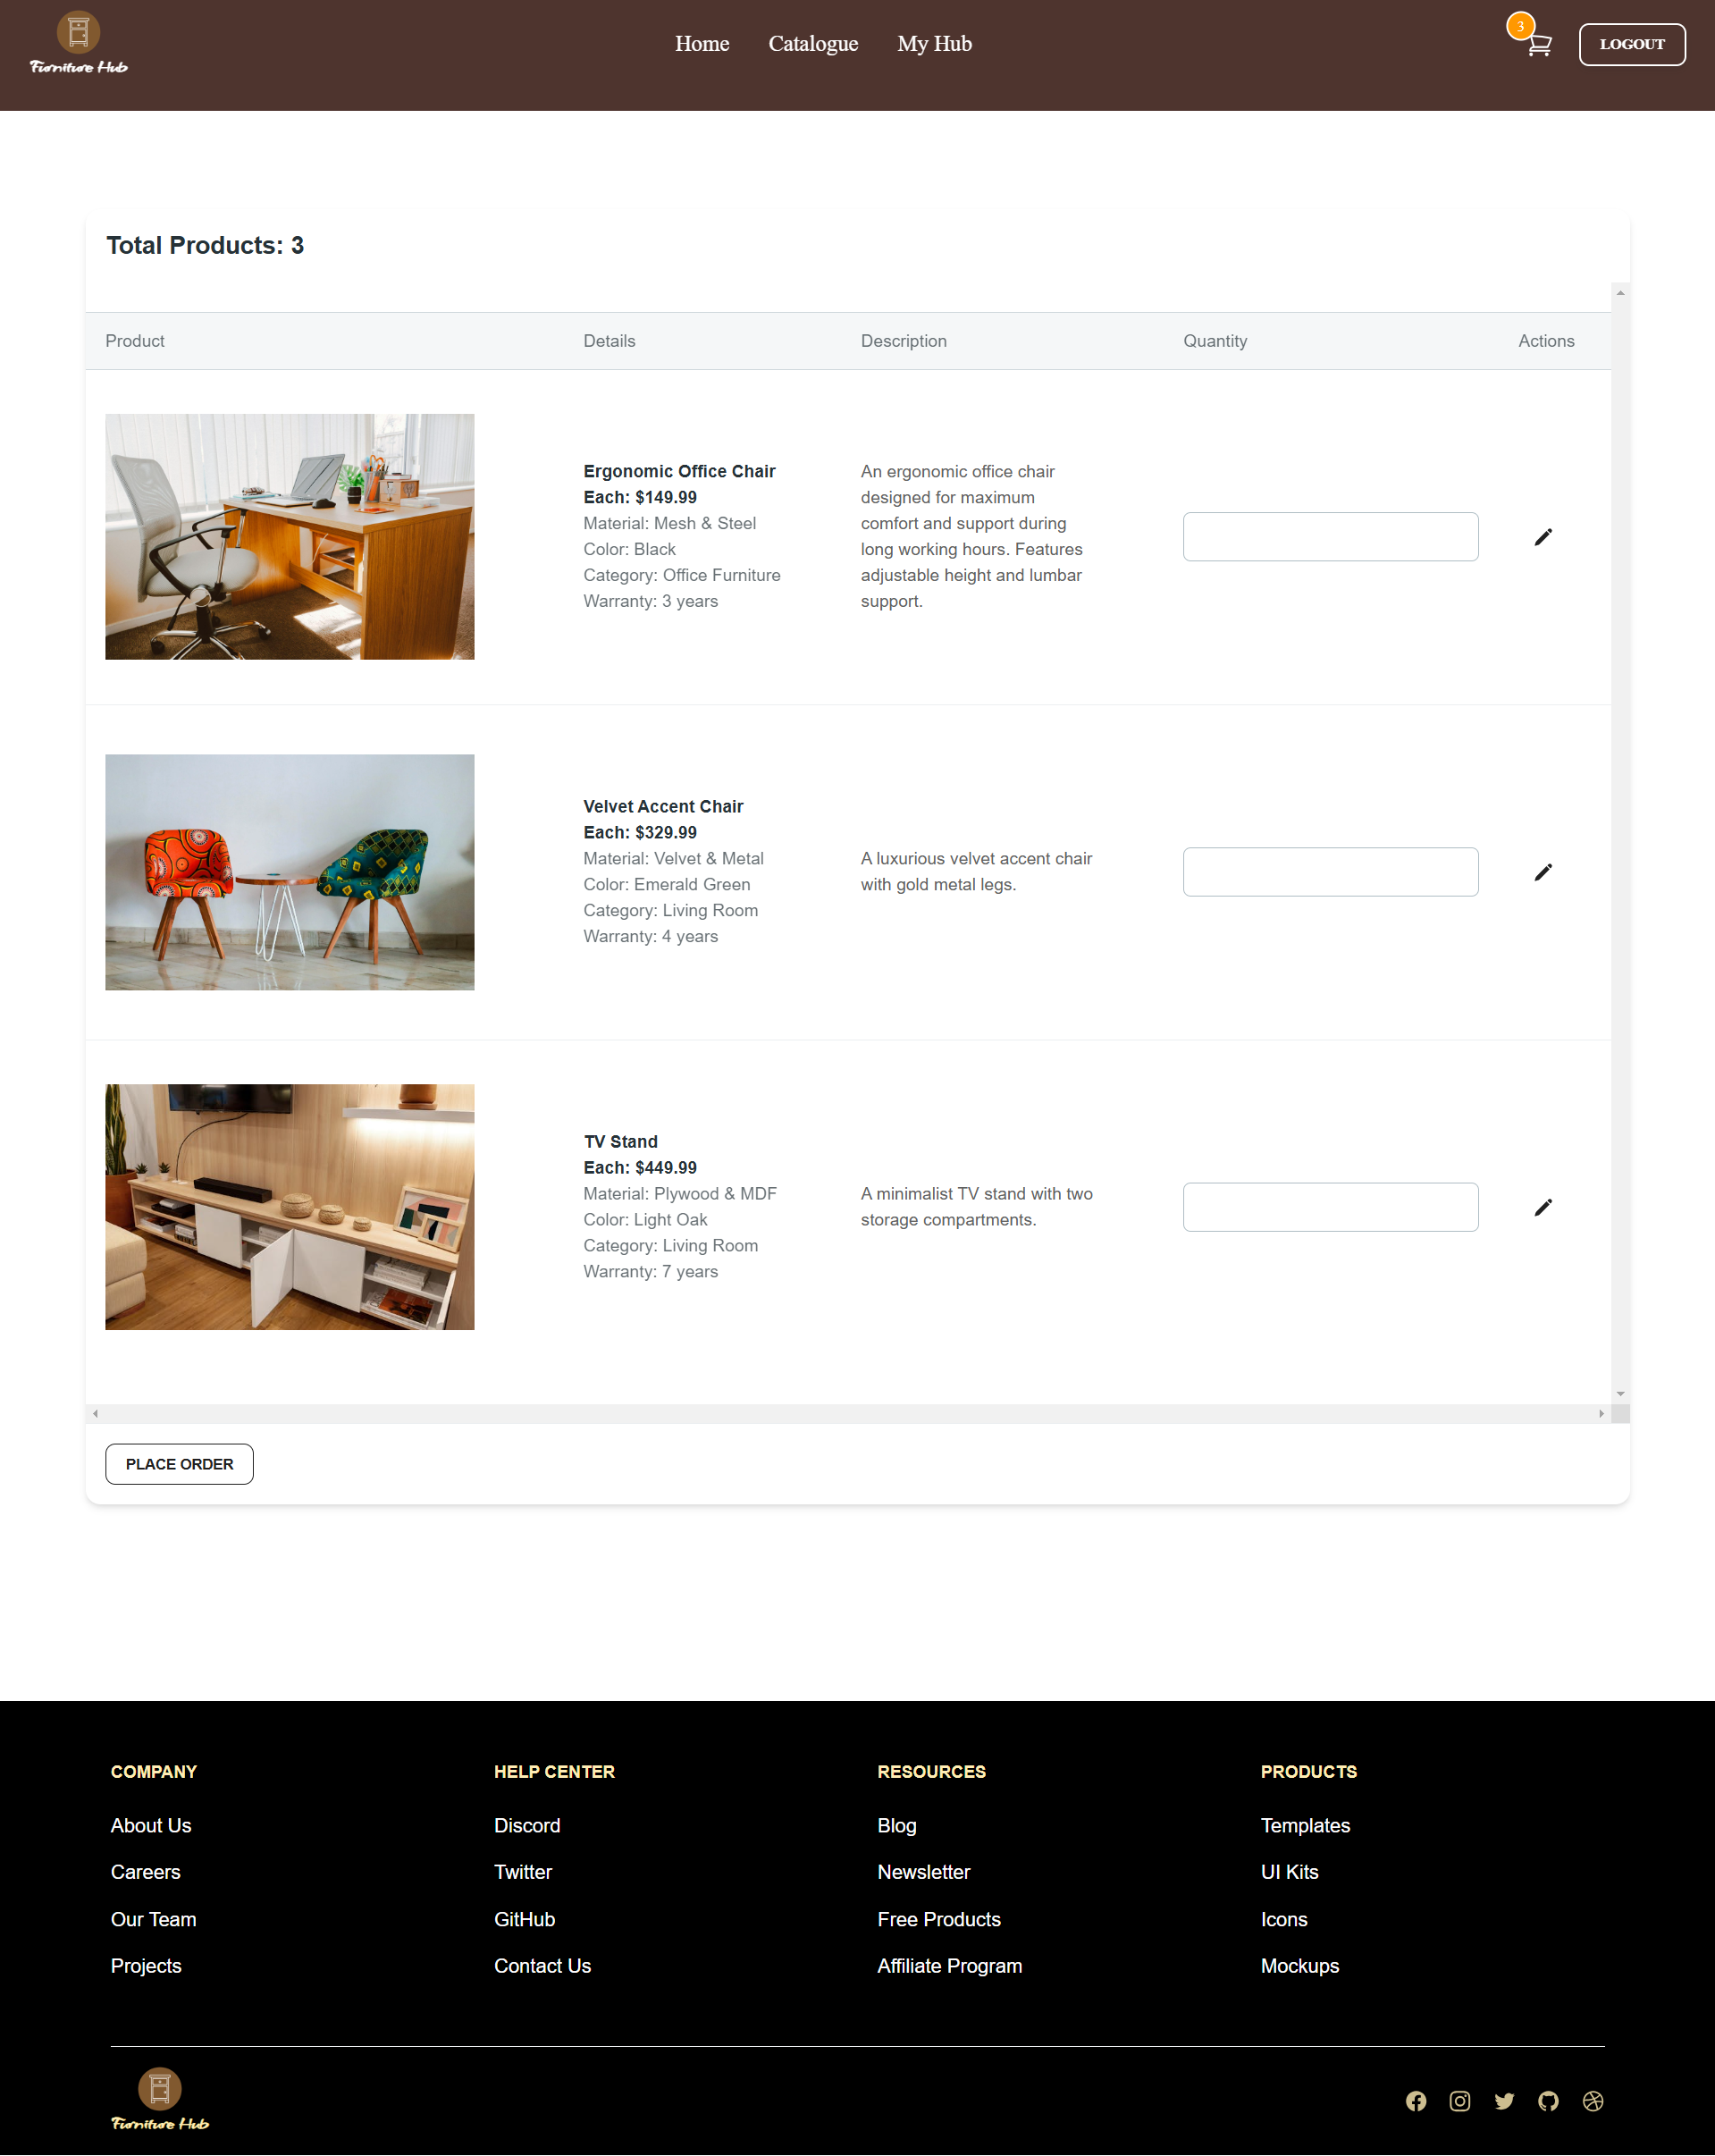 Furniture Hub
Home
Catalogue
My Hub
3
LOGOUT
Total Products: 3
Product
Details
Description
Quantity
Actions
Ergonomic Office Chair
Each: $149.99
Material: Mesh & Steel
Color: Black
Category: Office Furniture
Warranty: 3 years
An ergonomic office chair
designed for maximum
comfort and support during
long working hours. Features
adjustable height and lumbar
support.
Velvet Accent Chair
Each: $329.99
Material: Velvet & Metal
Color: Emerald Green
Category: Living Room
Warranty: 4 years
A luxurious velvet accent chair
with gold metal legs.
TV Stand
Each: $449.99
Material: Plywood & MDF
Color: Light Oak
Category: Living Room
Warranty: 7 years
A minimalist TV stand with two
storage compartments.
PLACE ORDER
COMPANY
About Us
Careers
Our Team
Projects
HELP CENTER
Discord
Twitter
GitHub
Contact Us
RESOURCES
Blog
Newsletter
Free Products
Affiliate Program
PRODUCTS
Templates
UI Kits
Icons
Mockups
Furniture Hub